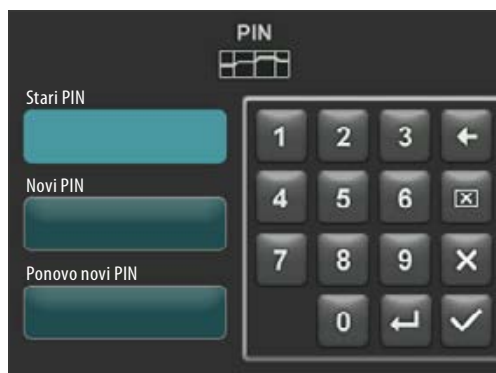 PIN
Stari PIN
Novi PIN
Ponovo novi PIN
1 2 3
4 5 6
7 8 9
0